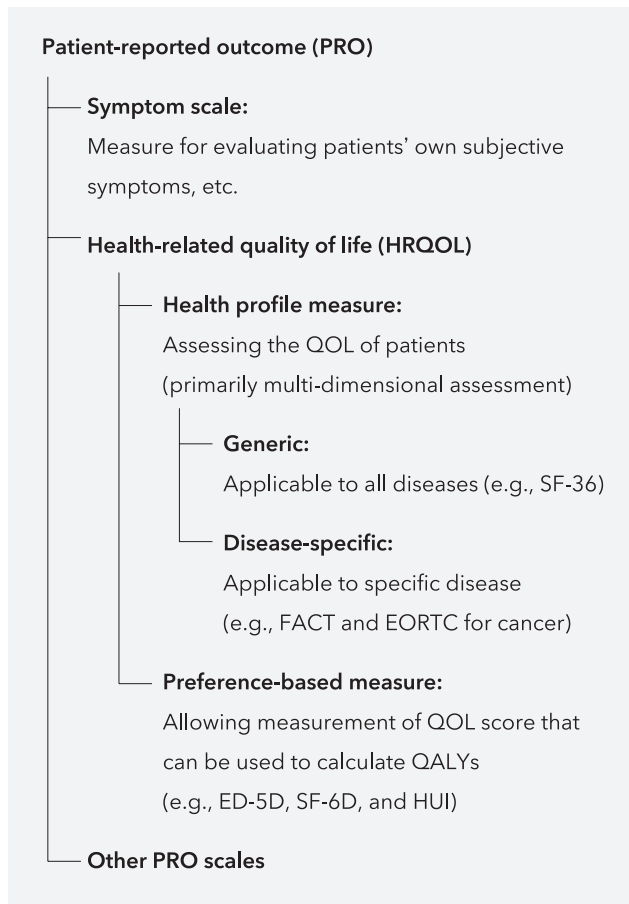 Patient-reported outcome (PRO)
Symptom scale:
Measure for evaluating patients’ own subjective
symptoms, etc.
Health-related quality of life (HRQOL)
Health profile measure:
Assessing the QOL of patients
(primarily multi-dimensional assessment)
Generic:
Applicable to all diseases (e.g., SF-36)
Disease-specific:
Applicable to specific disease
(e.g., FACT and EORTC for cancer)
Preference-based measure:
Allowing measurement of QOL score that
can be used to calculate QALYs
(e.g., ED-5D, SF-6D, and HUI)
Other PRO scales